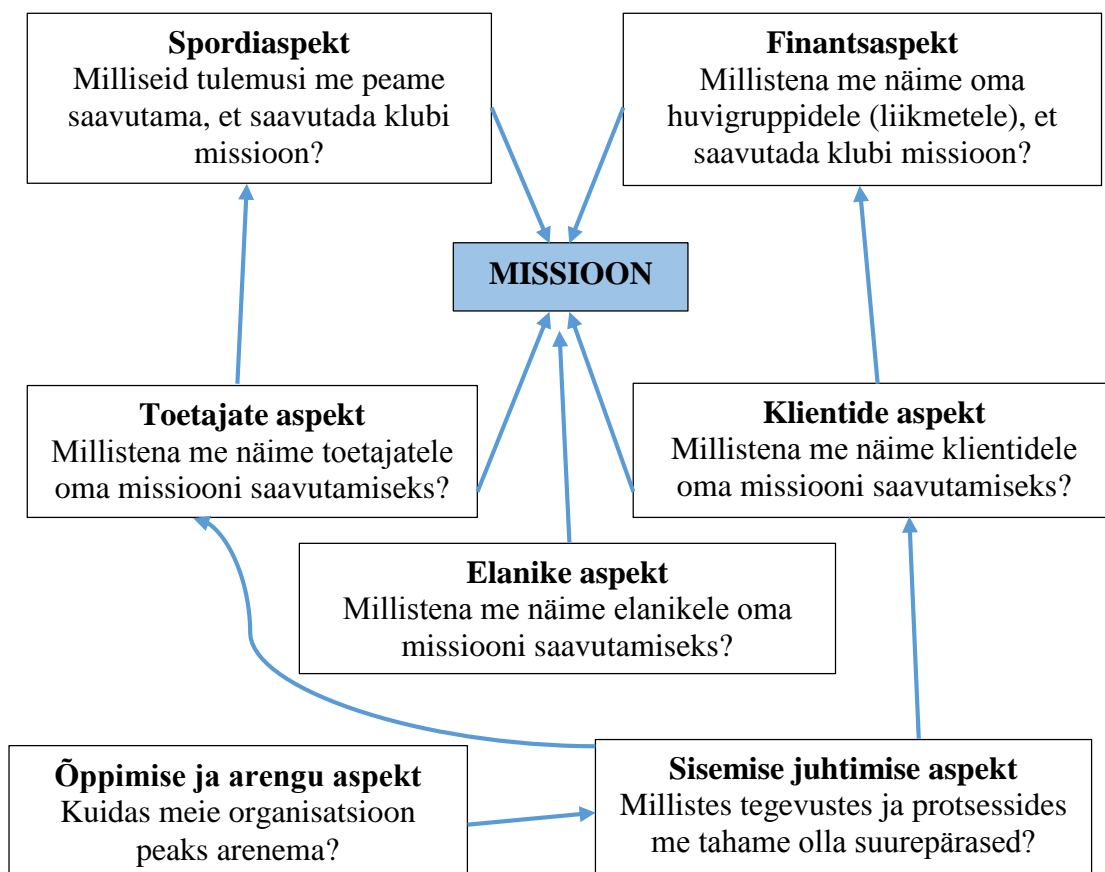 Spordiaspekt
Milliseid tulemusi me peame
saavutama, et saavutada klubi
missioon?
Finantsaspekt
Millistena me näime oma
huvigruppidele (liikmetele), et
saavutada klubi missioon?
MISSIOON
Toetajate aspekt
Millistena me näime toetajatele
oma missiooni saavutamiseks?
Klientide aspekt
Millistena me näime klientidele
oma missiooni saavutamiseks?
Elanike aspekt
Millistena me näime elanikele oma
missiooni saavutamiseks?
Õppimise ja arengu aspekt
Kuidas meie organisatsioon
peaks arenema?
Sisemise juhtimise aspekt
Millistes tegevustes ja protsessides
me tahame olla suurepärased?